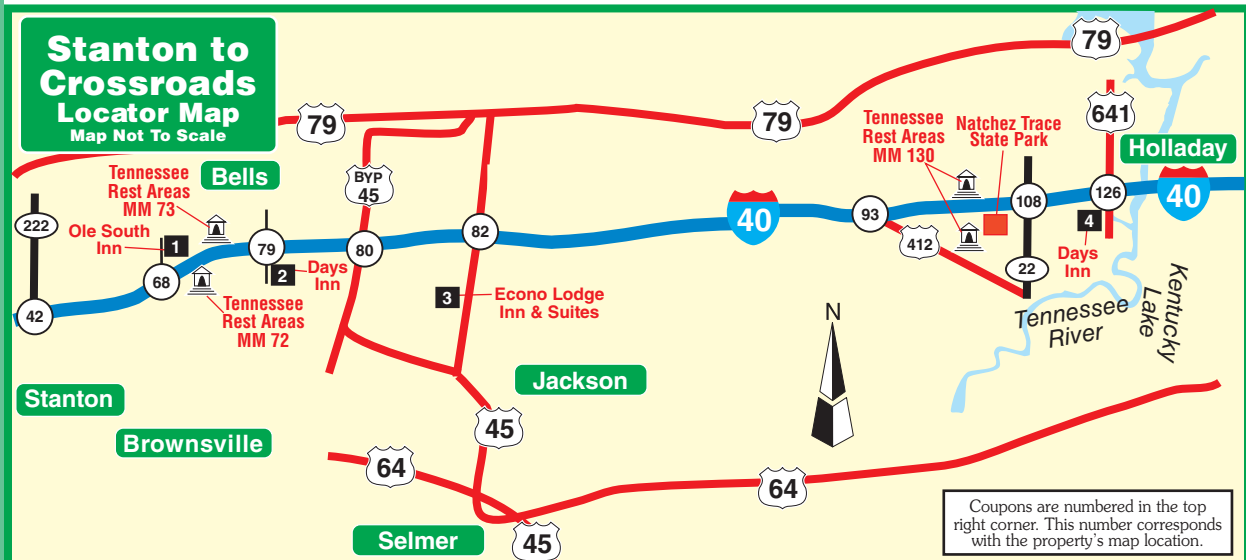 Stanton to
Crossroads
Locator Map
Map Not To Scale
79
79
79
641
Holladay
Tennessee
Rest Areas
MM 130
Natchez Trace
State Park
Bells
Tennessee
Rest Areas
MM 73
BYP
45
222
Ole South
Inn
1
68
42
79
2
Days
Inn
Tennessee
Rest Areas
MM 72
80
82
3
Econo Lodge
Inn & Suites
40
93
412
108
22
126
4
Days
Inn
40
Tennessee
River
Kentucky
Lake
N
Stanton
Brownsville
Jackson
45
64
64
Selmer
45
Coupons are numbered in the top
right corner. This number corresponds
with the property's map location.